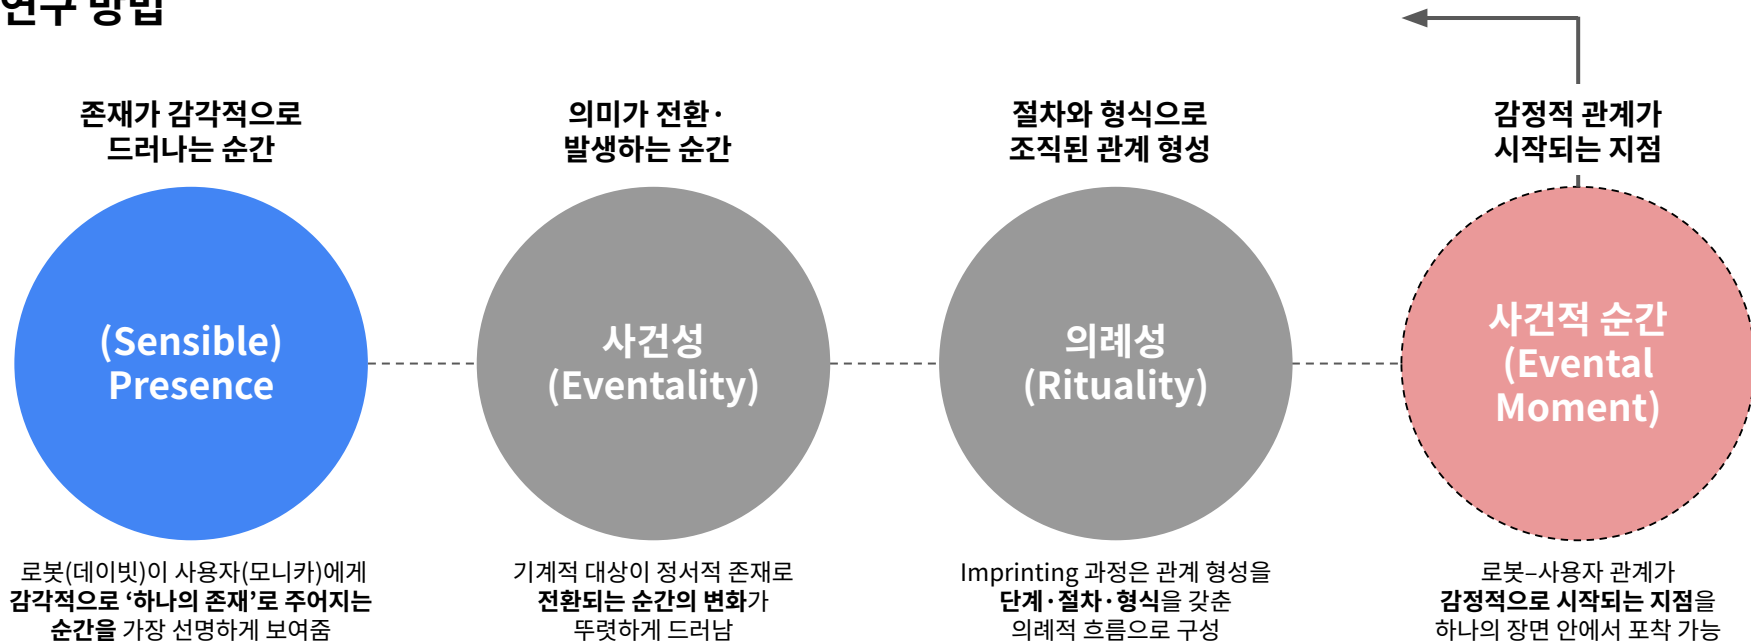 연구 방법
존재가 감각적으로
드러나는 순간
(Sensible)
Presence
로봇(데이빗)이 사용자(모니카)에게
감각적으로 ‘하나의 존재’로 주어지는
순간을 가장 선명하게 보여줌
의미가 전환·
발생하는 순간
사건성
(Eventality)
기계적 대상이 정서적 존재로
전환되는 순간의 변화가
뚜렷하게 드러남
절차와 형식으로
조직된 관계 형성
의례성
(Rituality)
Imprinting 과정은 관계 형성을
단계·절차·형식을 갖춘
의례적 흐름으로 구성
감정적 관계가
시작되는 지점
사건적 순간
(Evental
Moment)
로봇–사용자 관계가
감정적으로 시작되는 지점을
하나의 장면 안에서 포착 가능